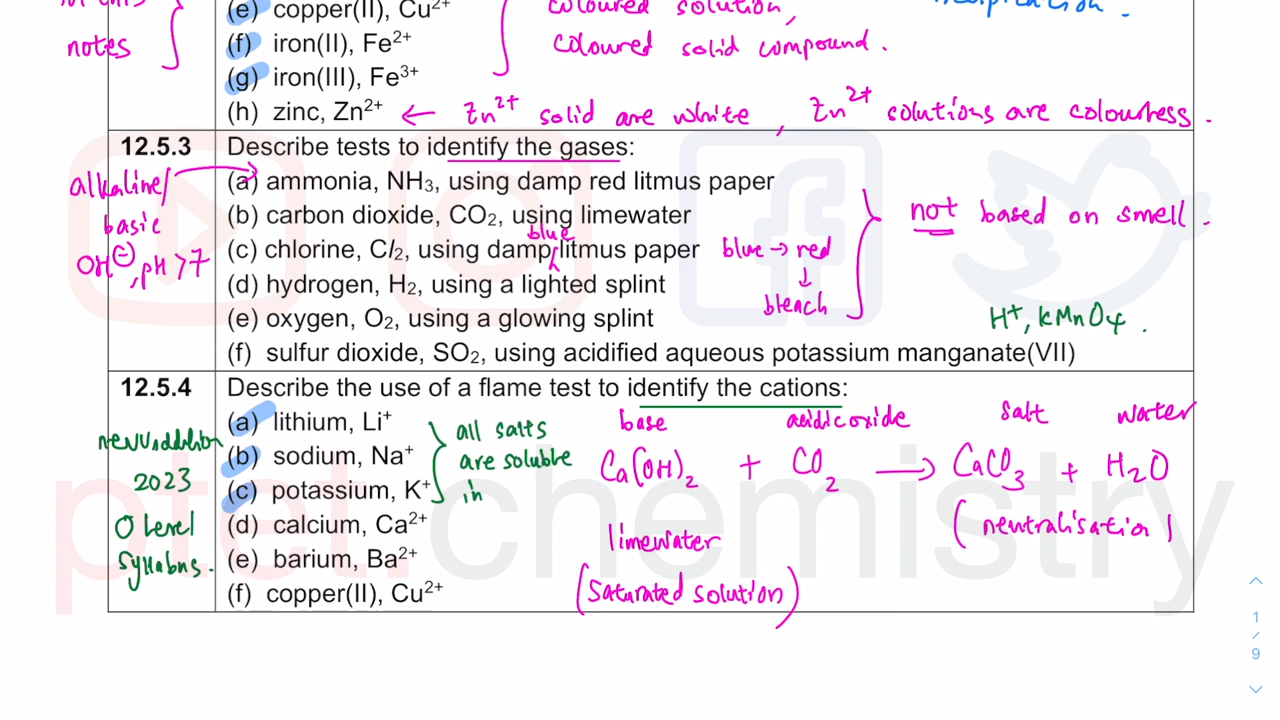 in this
notes
(e) copper(II), Cu²⁺
(f) iron(II), Fe²⁺
(g) iron(III), Fe³⁺
(h) zinc, Zn²⁺ ← Zn²⁺ solid are white, Zn²⁺ solutions are colourless.
coloured solution,
coloured solid compound.
precipitation.
12.5.3 Describe tests to identify the gases:
(a) ammonia, NH₃, using damp red litmus paper
(b) carbon dioxide, CO₂, using limewater
(c) chlorine, Cl₂, using damp blue litmus paper
(d) hydrogen, H₂, using a lighted splint
(e) oxygen, O₂, using a glowing splint
(f) sulfur dioxide, SO₂, using acidified aqueous potassium manganate(VII)
alkaline/
basic
OH⊖, pH >7
blue → red
↓
bleach
not based on smell.
H⁺, KMnO₄.
12.5.4 Describe the use of a flame test to identify the cations:
(a) lithium, Li⁺
(b) sodium, Na⁺
(c) potassium, K⁺
(d) calcium, Ca²⁺
(e) barium, Ba²⁺
(f) copper(II), Cu²⁺
2023
O Level
Syllabus.
all salts
are soluble
in
base acidic oxide salt water
Ca(OH)₂ + CO₂ → CaCO₃ + H₂O
limewater (neutralisation)
(saturated solution)
ptet.chemistry
1
/
9